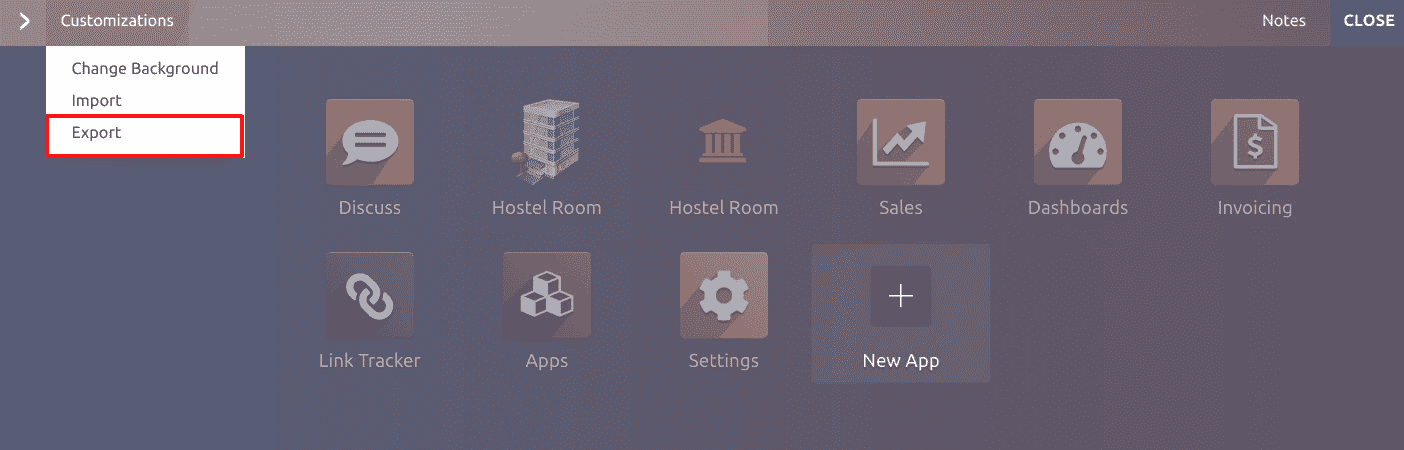 Customizations Notes CLOSE
Change Background
Import
Export
Discuss Hostel Room Hostel Room Sales Dashboards Invoicing
Link Tracker Apps Settings New App